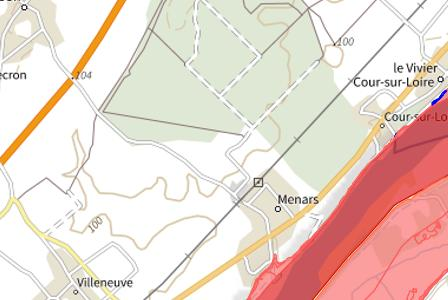 .100
le Vivier
Cour-sur-Loire
ecron
.104
Cour-sur-Lo
Menars
100
Villeneuve